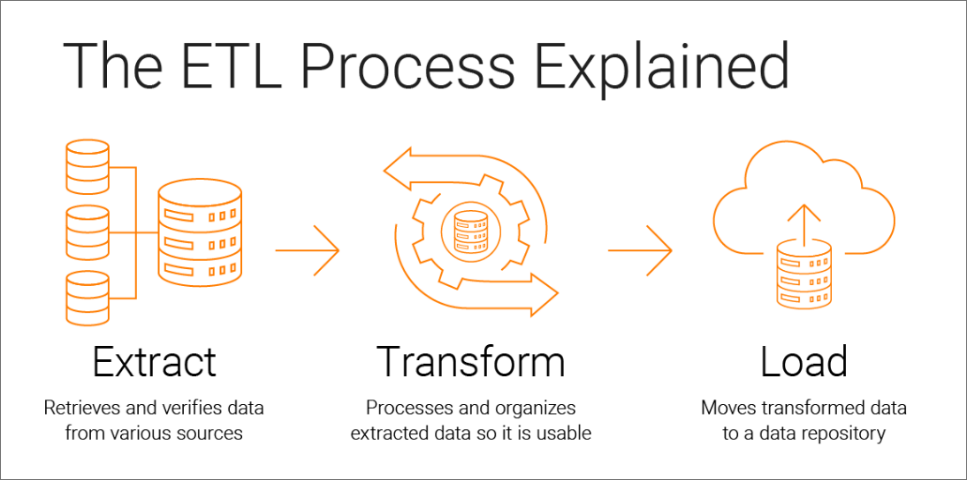 The ETL Process Explained
Extract
Retrieves and verifies data
from various sources
Transform
Processes and organizes
extracted data so it is usable
Load
Moves transformed data
to a data repository